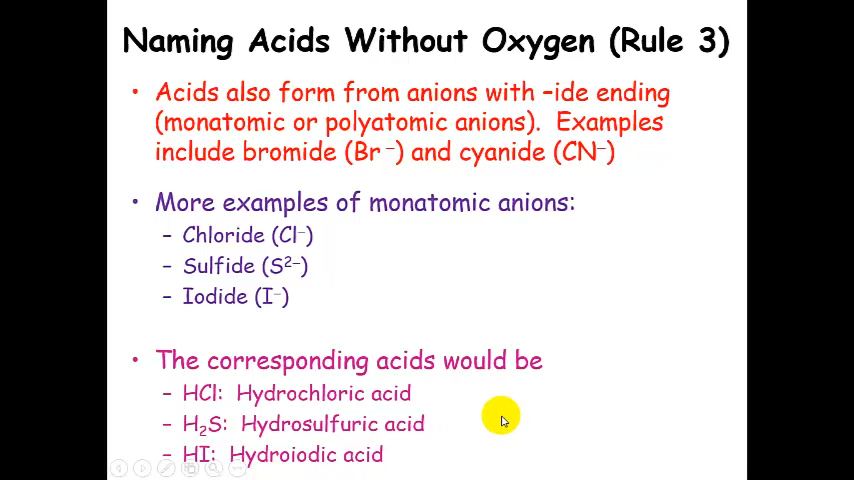 Naming Acids Without Oxygen (Rule 3)
• Acids also form from anions with –ide ending
(monatomic or polyatomic anions). Examples
include bromide (Br⁻) and cyanide (CN⁻)
• More examples of monatomic anions:
– Chloride (Cl⁻)
– Sulfide (S²⁻)
– Iodide (I⁻)
• The corresponding acids would be
– HCl: Hydrochloric acid
– H₂S: Hydrosulfuric acid
– HI: Hydroiodic acid